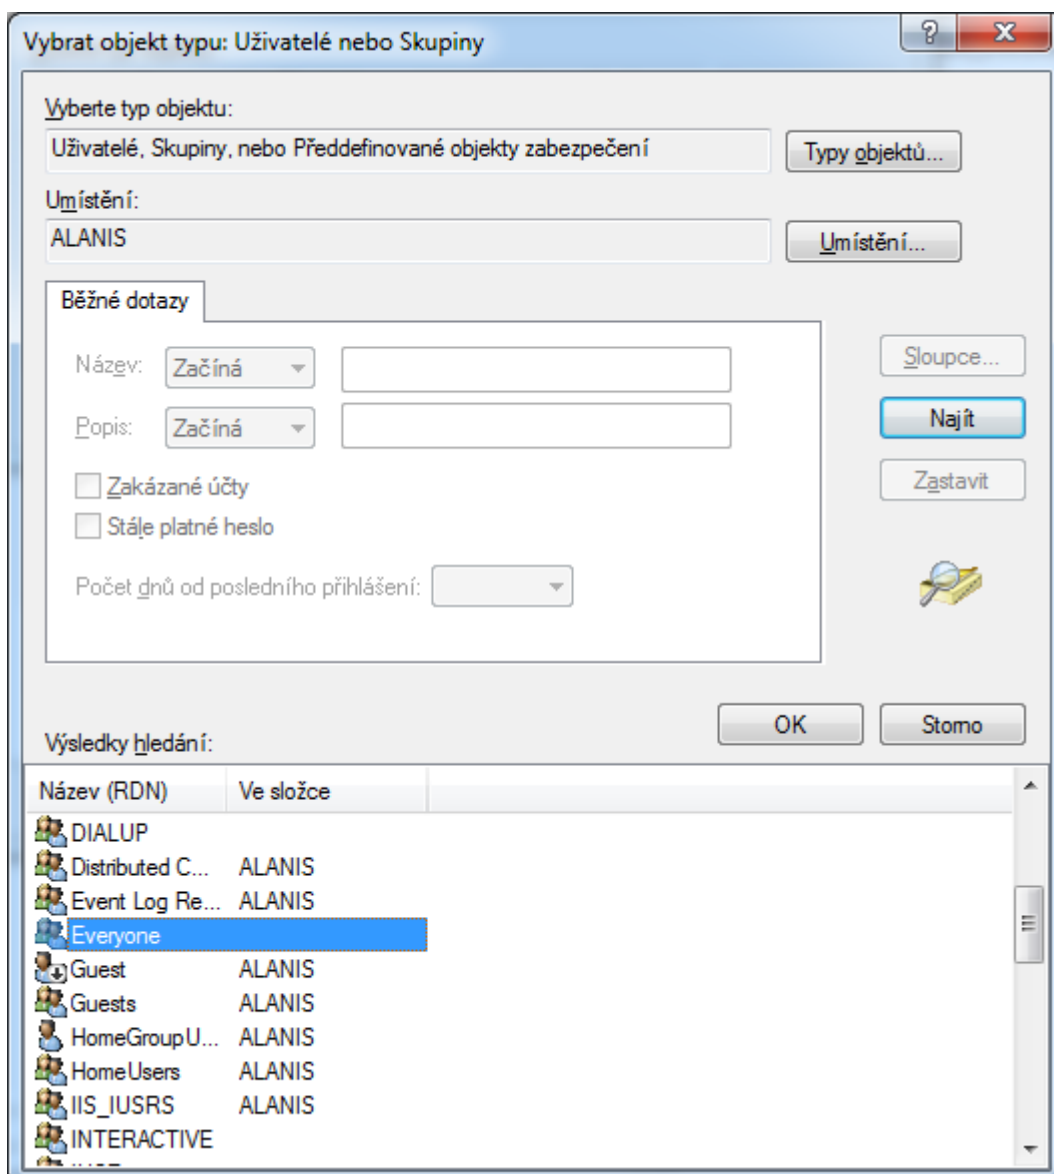 Vybrat objekt typu: Uživatelé nebo Skupiny
Vyberte typ objektu:
Uživatelé, Skupiny, nebo Předdefinované objekty zabezpečení
Typy objektů...
Umístění:
ALANIS
Umístění...
Běžné dotazy
Název: Začíná
Sloupce...
Popis: Začíná
Najít
Zakázané účty
Zastavit
Stále platné heslo
Počet dnů od posledního přihlášení:
OK Storno
Výsledky hledání:
Název (RDN) Ve složce
DIALUP
Distributed C... ALANIS
Event Log Re... ALANIS
Everyone
Guest ALANIS
Guests ALANIS
HomeGroupU... ALANIS
HomeUsers ALANIS
IIS_IUSRS ALANIS
INTERACTIVE